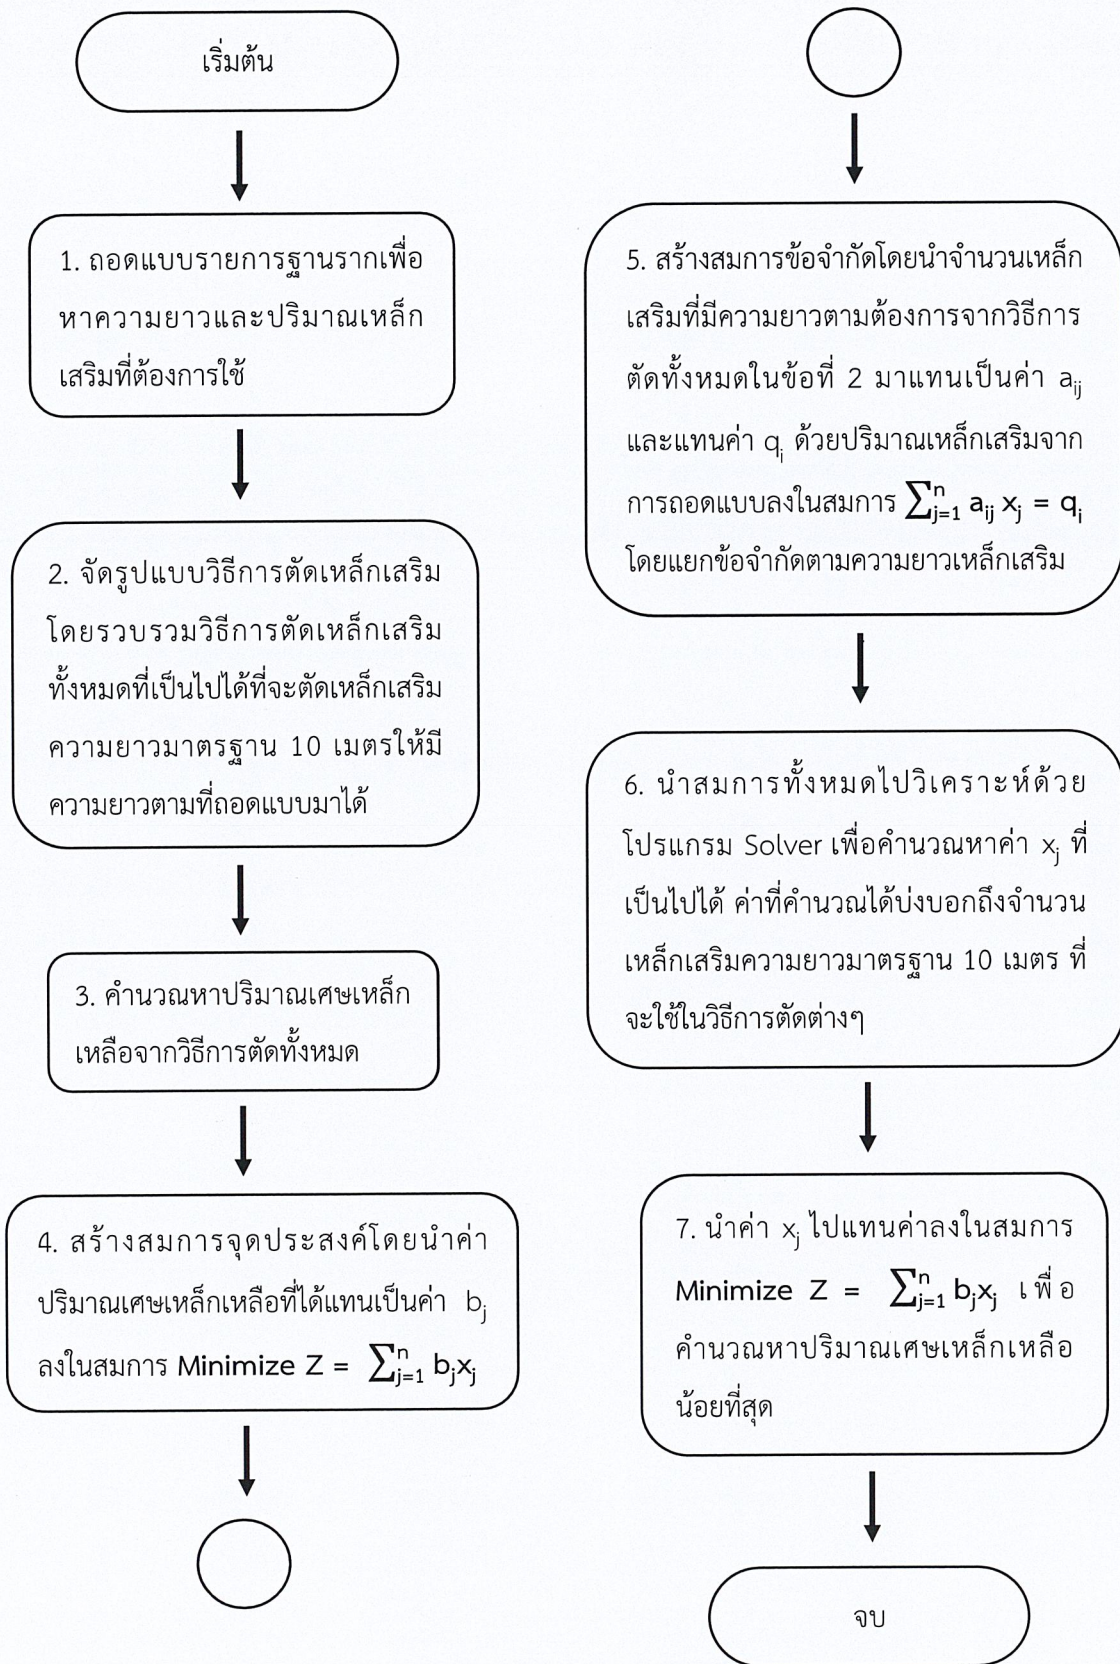 เริ่มต้น
1. ถอดแบบรายการฐานรากเพื่อ
หาความยาวและปริมาณเหล็ก
เสริมที่ต้องการใช้
2. จัดรูปแบบวิธีการตัดเหล็กเสริม
โดยรวบรวมวิธีการตัดเหล็กเสริม
ทั้งหมดที่เป็นไปได้ที่จะตัดเหล็กเสริม
ความยาวมาตรฐาน 10 เมตรให้มี
ความยาวตามที่ถอดแบบมาได้
3. คำนวณหาปริมาณเศษเหล็ก
เหลือจากวิธีการตัดทั้งหมด
4. สร้างสมการจุดประสงค์โดยนำค่า
ปริมาณเศษเหล็กเหลือที่ได้แทนเป็นค่า b_j
ลงในสมการ Minimize Z = ∑_{j=1}^{n} b_j x_j
5. สร้างสมการข้อจำกัดโดยนำจำนวนเหล็ก
เสริมที่มีความยาวตามต้องการจากวิธีการ
ตัดทั้งหมดในข้อที่ 2 มาแทนเป็นค่า a_{ij}
และแทนค่า q_i ด้วยปริมาณเหล็กเสริมจาก
การถอดแบบลงในสมการ ∑_{j=1}^{n} a_{ij} x_j = q_i
โดยแยกข้อจำกัดตามความยาวเหล็กเสริม
6. นำสมการทั้งหมดไปวิเคราะห์ด้วย
โปรแกรม Solver เพื่อคำนวณหาค่า x_j ที่
เป็นไปได้ ค่าที่คำนวณได้บ่งบอกถึงจำนวน
เหล็กเสริมความยาวมาตรฐาน 10 เมตร ที่
จะใช้ในวิธีการตัดต่างๆ
7. นำค่า x_j ไปแทนค่าลงในสมการ
Minimize Z = ∑_{j=1}^{n} b_j x_j เพื่อ
คำนวณหาปริมาณเศษเหล็กเหลือ
น้อยที่สุด
จบ